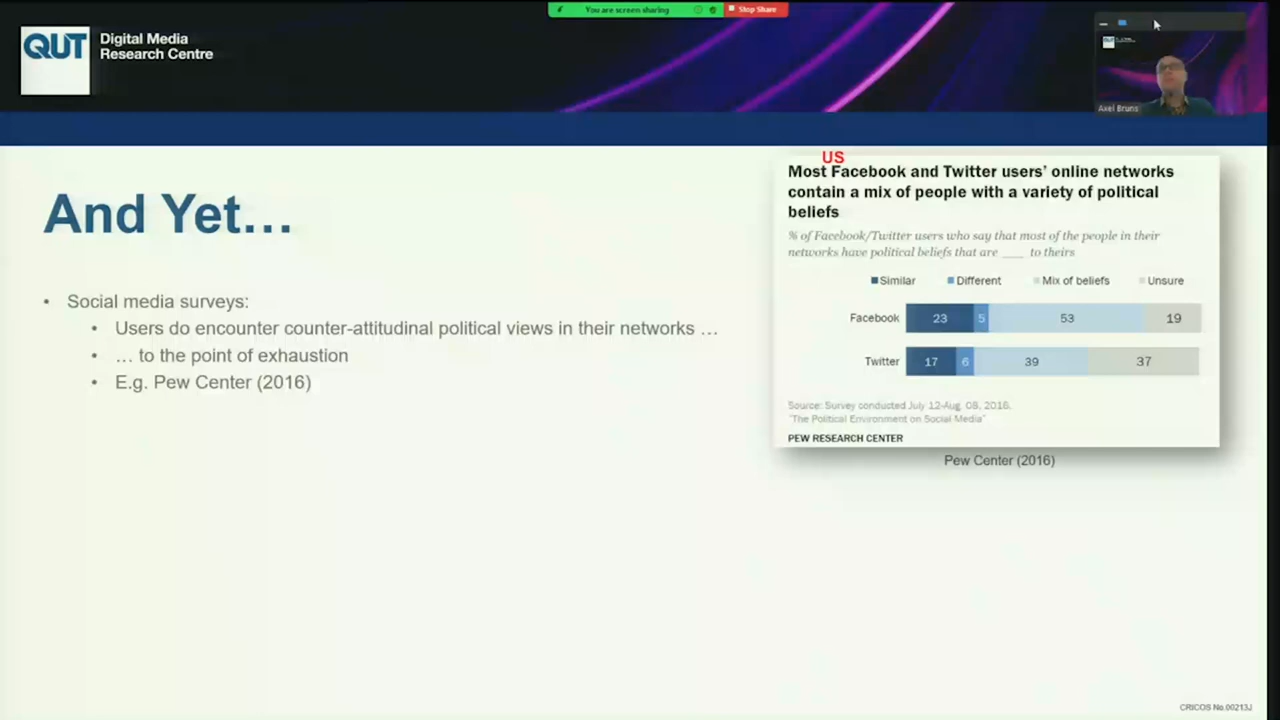 You are screen sharing
Stop Share
QUT
Digital Media
Research Centre
Axel Bruns
And Yet…
• Social media surveys:
• Users do encounter counter-attitudinal political views in their networks …
• … to the point of exhaustion
• E.g. Pew Center (2016)
US
Most Facebook and Twitter users' online networks
contain a mix of people with a variety of political
beliefs
% of Facebook/Twitter users who say that most of the people in their
networks have political beliefs that are ___ to theirs
Similar Different Mix of beliefs Unsure
Facebook 23 5 53 19
Twitter 17 6 39 37
Source: Survey conducted July 12-Aug. 08, 2016.
"The Political Environment on Social Media"
PEW RESEARCH CENTER
Pew Center (2016)
CRICOS No.00213J